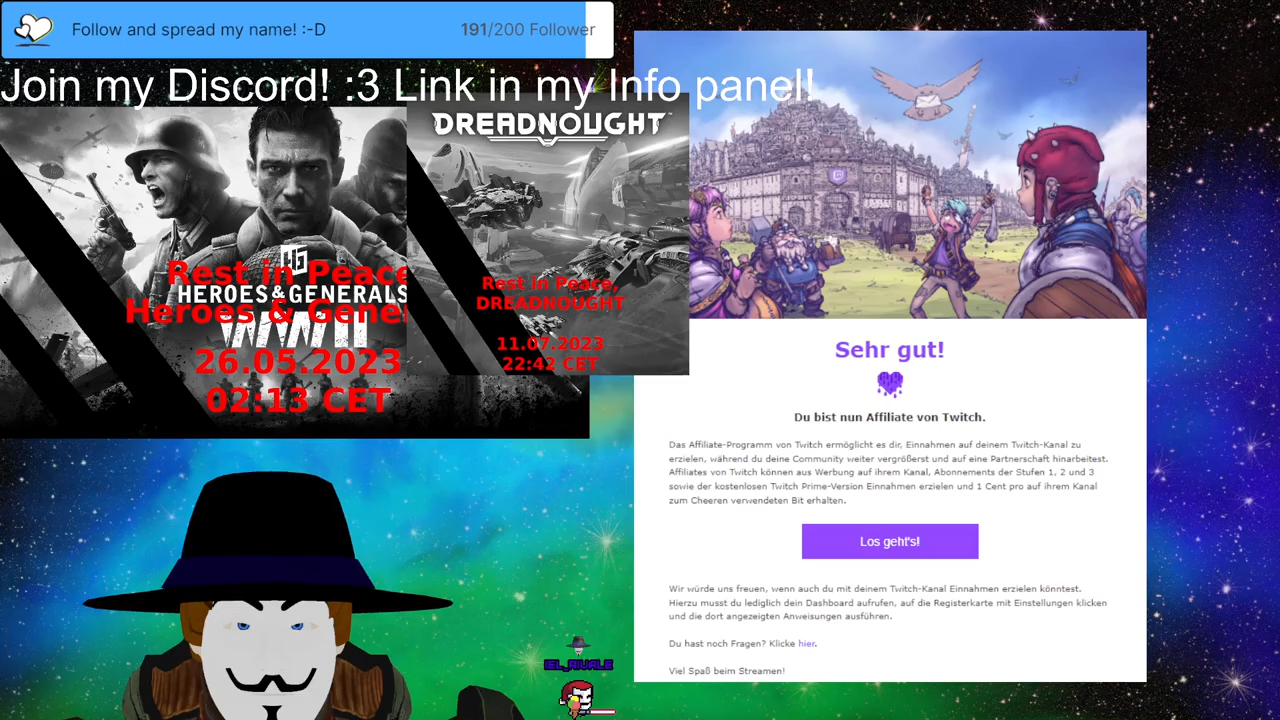 Follow and spread my name! :-D
191/200 Follower
Join my Discord! :3 Link in my Info panel!
DREADNOUGHT
Rest in Peace
HEROES & GENERALS
Heroes & Gene
WWII
26.05.2023
02:13 CET
Rest in Peace,
DREADNOUGHT
11.07.2023
22:42 CET
Sehr gut!
Du bist nun Affiliate von Twitch.
Das Affiliate-Programm von Twitch ermöglicht es dir, Einnahmen auf deinem Twitch-Kanal zu
erzielen, während du deine Community weiter vergrößerst und auf eine Partnerschaft hinarbeitest.
Affiliates von Twitch können aus Werbung auf ihrem Kanal, Abonnements der Stufen 1, 2 und 3
sowie der kostenlosen Twitch Prime-Version Einnahmen erzielen und 1 Cent pro auf ihrem Kanal
zum Cheeren verwendeten Bit erhalten.
Los geht's!
Wir würde uns freuen, wenn auch du mit deinem Twitch-Kanal Einnahmen erzielen könntest.
Hierzu musst du lediglich dein Dashboard aufrufen, auf die Registerkarte mit Einstellungen klicken
und die dort angezeigten Anweisungen ausführen.
Du hast noch Fragen? Klicke hier.
Viel Spaß beim Streamen!